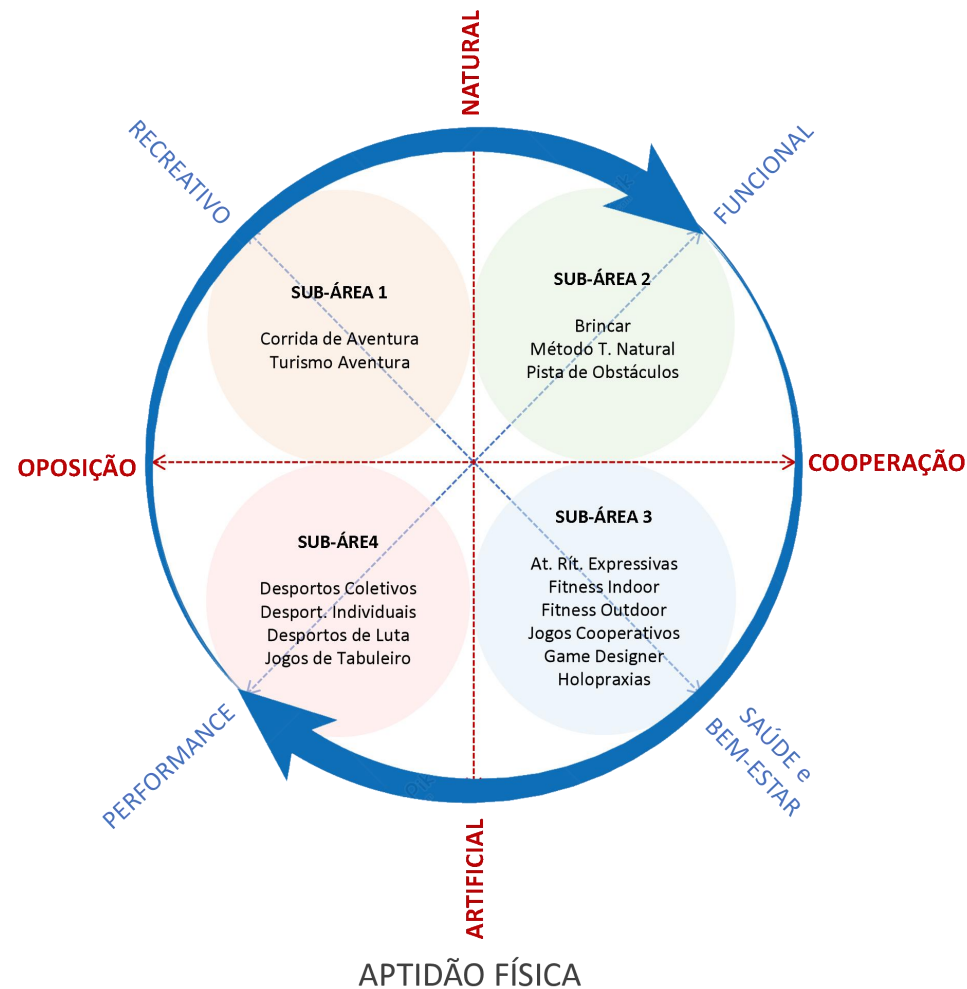 NATURAL
RECREATIVO
FUNCIONAL
SUB-ÁREA 1
Corrida de Aventura
Turismo Aventura
SUB-ÁREA 2
Brincar
Método T. Natural
Pista de Obstáculos
OPOSIÇÃO
COOPERAÇÃO
SUB-ÁRE4
Desportos Coletivos
Desport. Individuais
Desportos de Luta
Jogos de Tabuleiro
SUB-ÁREA 3
At. Rit. Expressivas
Fitness Indoor
Fitness Outdoor
Jogos Cooperativos
Game Designer
Holopraxias
PERFORMANCE
SAÚDE e
BEM-ESTAR
ARTIFICIAL
APTIDÃO FÍSICA